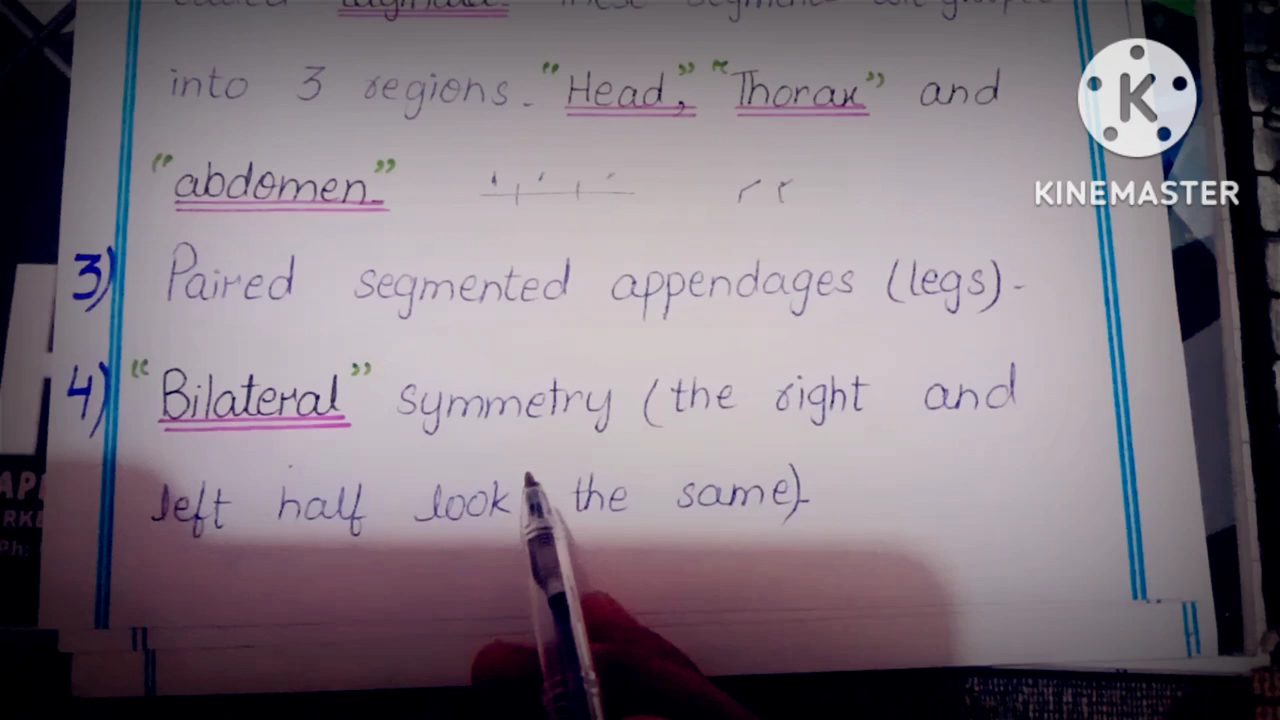 into 3 regions. "Head," "Thorax" and
"abdomen."
3) Paired segmented appendages (legs).
4) "Bilateral" symmetry (the right and
left half look the same).
KINEMASTER